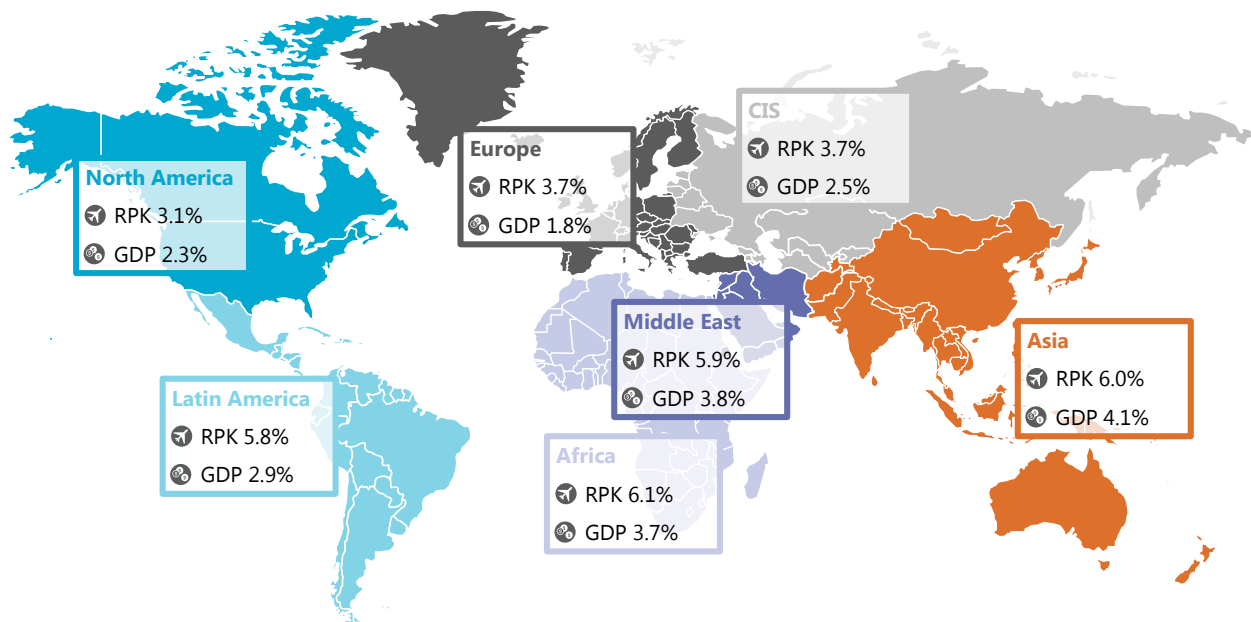 North America
RPK 3.1%
GDP 2.3%
Europe
RPK 3.7%
GDP 1.8%
CIS
RPK 3.7%
GDP 2.5%
Latin America
RPK 5.8%
GDP 2.9%
Middle East
RPK 5.9%
GDP 3.8%
Africa
RPK 6.1%
GDP 3.7%
Asia
RPK 6.0%
GDP 4.1%